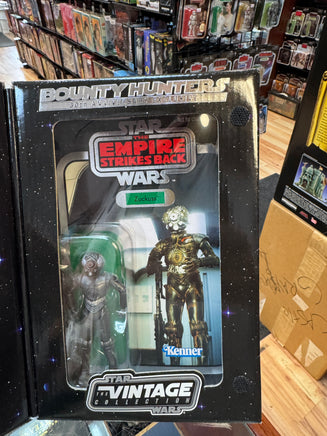 BOUNTY HUNTERS
STAR
THE
EMPIRE
STRIKES BACK
WARS
Zuckuss
Kenner
STAR
THE
VINTAGE
COLLECTION
WARS